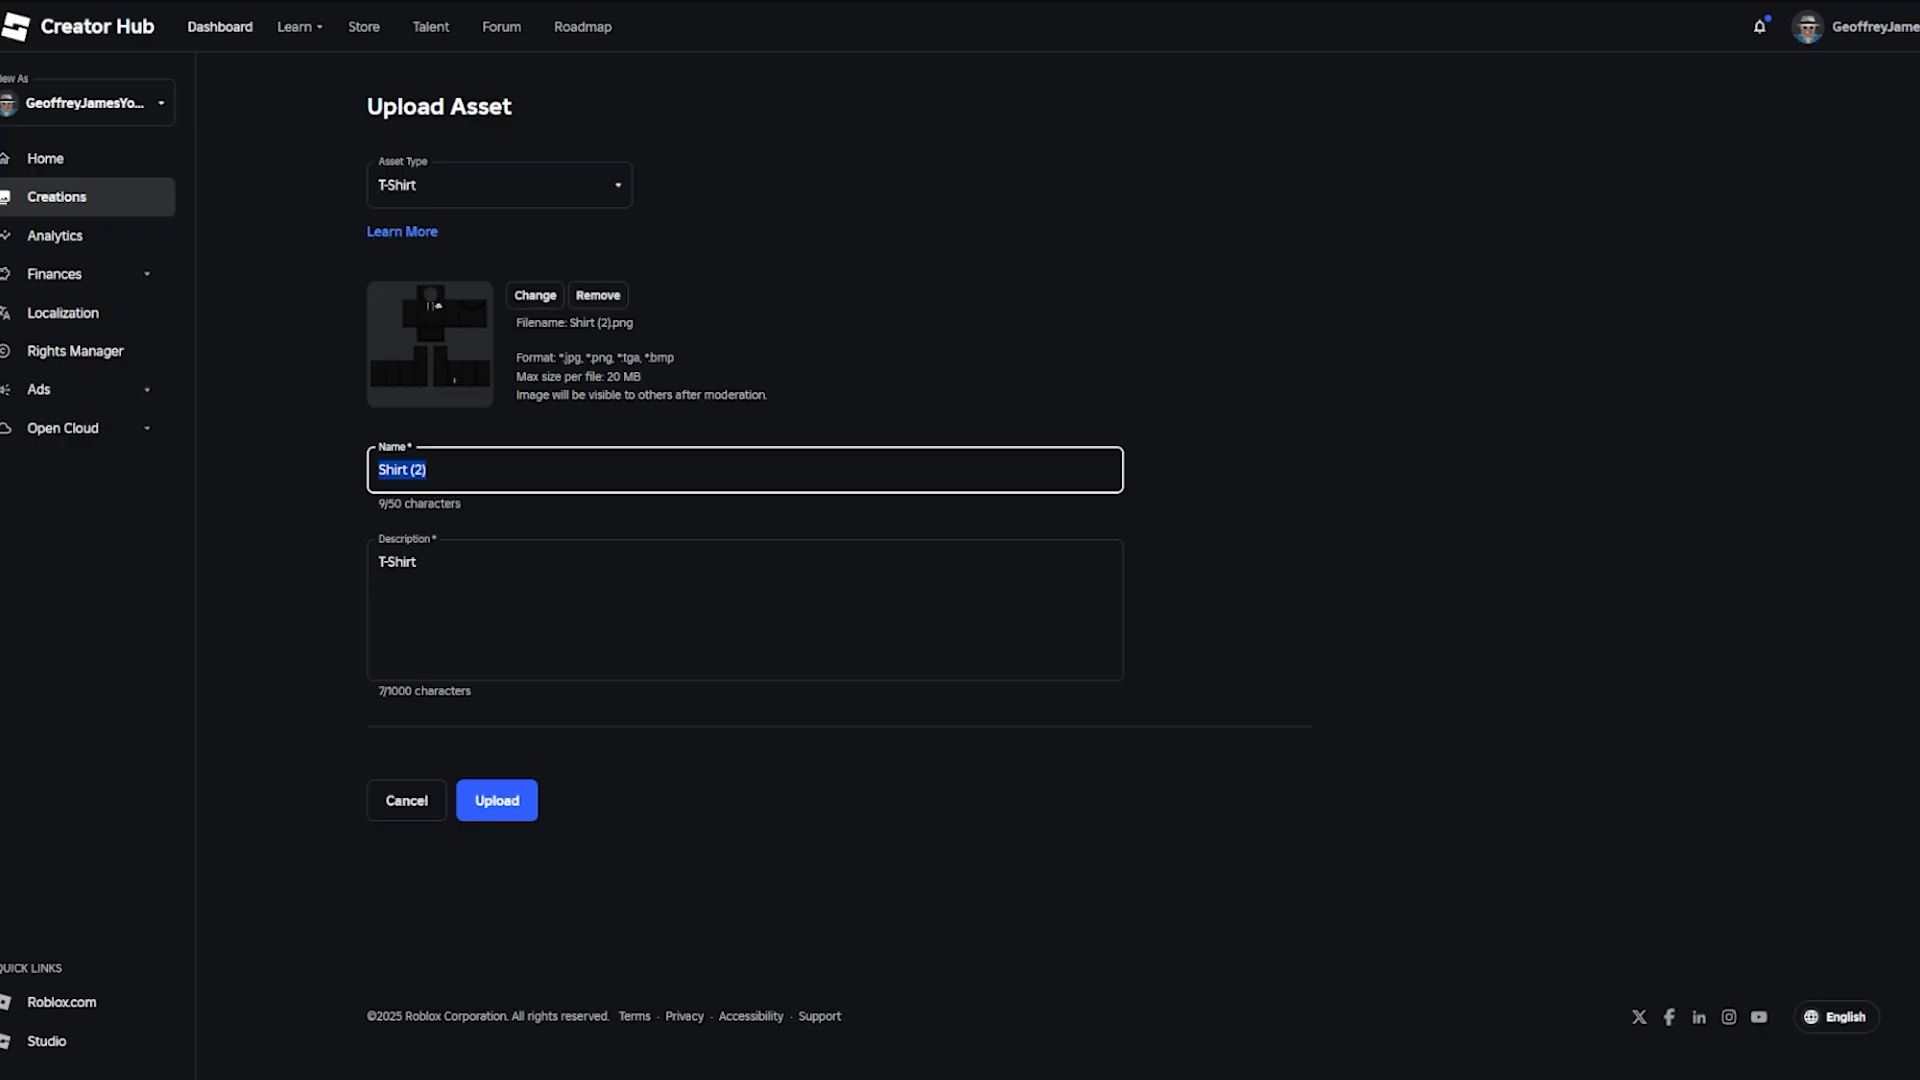 Creator Hub
Dashboard
Learn
Store
Talent
Forum
Roadmap
GeoffreyJame
iew As
GeoffreyJamesYo...
Home
Creations
Analytics
Finances
Localization
Rights Manager
Ads
Open Cloud
QUICK LINKS
Roblox.com
Studio
Upload Asset
Asset Type
T-Shirt
Learn More
Change
Remove
Filename: Shirt (2).png
Format: *.jpg, *.png, *.tga, *.bmp
Max size per file: 20 MB
Image will be visible to others after moderation.
Name*
Shirt (2)
9/50 characters
Description*
T-Shirt
7/1000 characters
Cancel
Upload
©2025 Roblox Corporation. All rights reserved. Terms · Privacy · Accessibility · Support
English